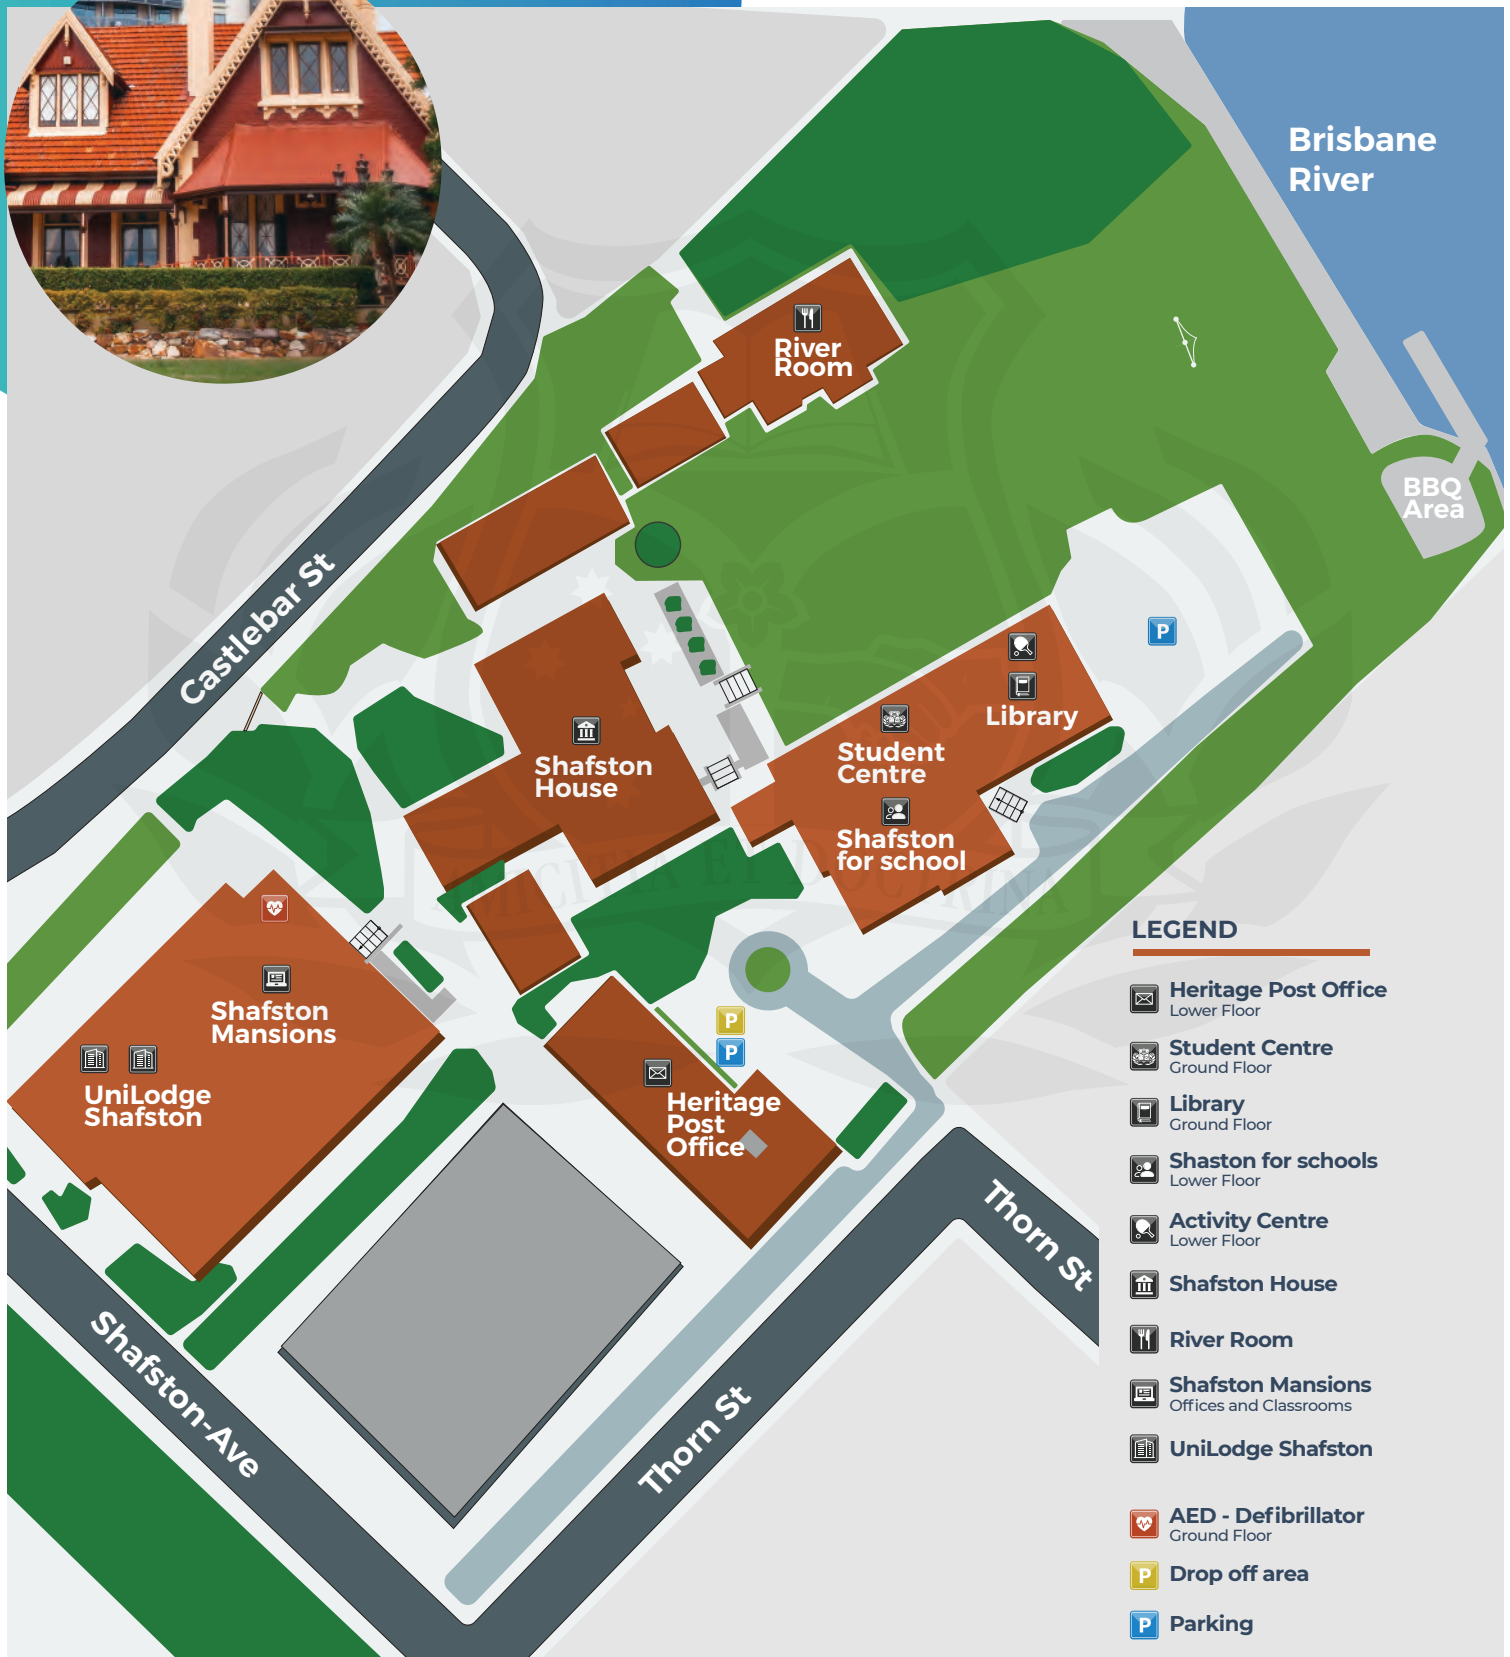 Brisbane
River
River
Room
BBQ
Area
Castlebar St
Library
Student
Centre
Shafston
House
Shafston
for school
Shafston
Mansions
UniLodge
Shafston
Heritage
Post
Office
P
P
P
Thorn St
Thorn St
Shafston-Ave
LEGEND
Heritage Post Office
Lower Floor
Student Centre
Ground Floor
Library
Ground Floor
Shaston for schools
Lower Floor
Activity Centre
Lower Floor
Shafston House
River Room
Shafston Mansions
Offices and Classrooms
UniLodge Shafston
AED - Defibrillator
Ground Floor
P Drop off area
P Parking